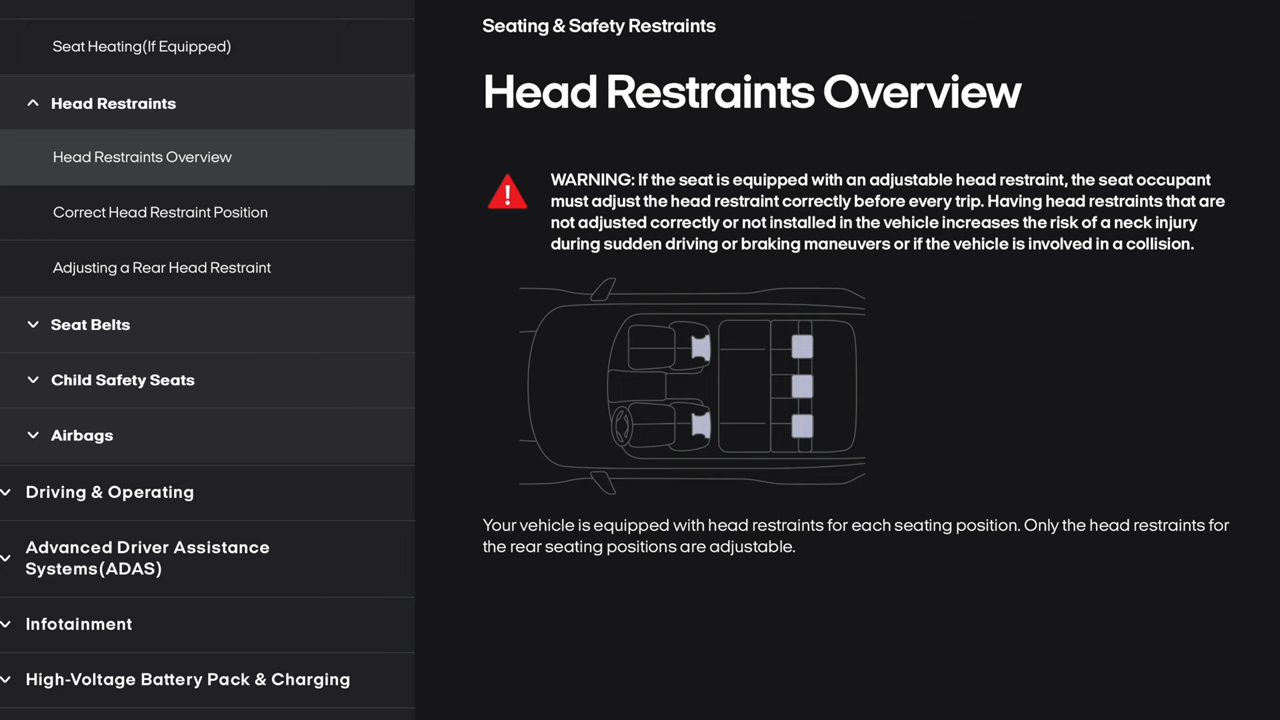 Seat Heating(If Equipped)
Head Restraints
Head Restraints Overview
Correct Head Restraint Position
Adjusting a Rear Head Restraint
Seat Belts
Child Safety Seats
Airbags
Driving & Operating
Advanced Driver Assistance
Systems(ADAS)
Infotainment
High-Voltage Battery Pack & Charging
Seating & Safety Restraints
Head Restraints Overview
WARNING: If the seat is equipped with an adjustable head restraint, the seat occupant
must adjust the head restraint correctly before every trip. Having head restraints that are
not adjusted correctly or not installed in the vehicle increases the risk of a neck injury
during sudden driving or braking maneuvers or if the vehicle is involved in a collision.
Your vehicle is equipped with head restraints for each seating position. Only the head restraints for
the rear seating positions are adjustable.